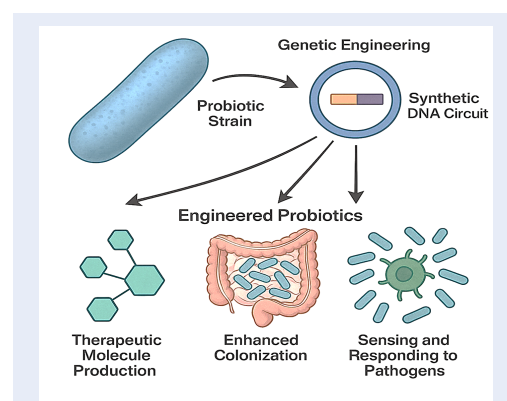 Genetic Engineering
Probiotic
Strain
Synthetic
DNA Circuit
Engineered Probiotics
Therapeutic
Molecule
Production
Enhanced
Colonization
Sensing and
Responding to
Pathogens